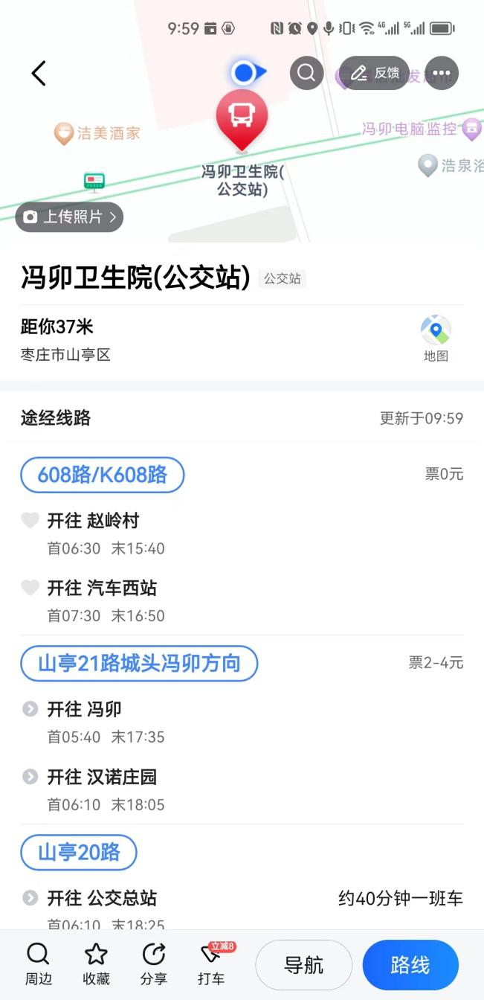 9:59
4G
5G
反馈
洁美酒家
冯卯电脑监控
冯卯卫生院(
公交站)
浩泉浴
上传照片
冯卯卫生院(公交站)
公交站
距你37米
枣庄市山亭区
地图
途经线路
更新于09:59
608路/K608路
票0元
开往 赵岭村
首06:30 末15:40
开往 汽车西站
首07:30 末16:50
山亭21路城头冯卯方向
票2-4元
开往 冯卯
首05:40 末17:35
开往 汉诺庄园
首06:10 末18:05
山亭20路
开往 公交总站
约40分钟一班车
首06:10 末18:25
立减8
周边
收藏
分享
打车
导航
路线